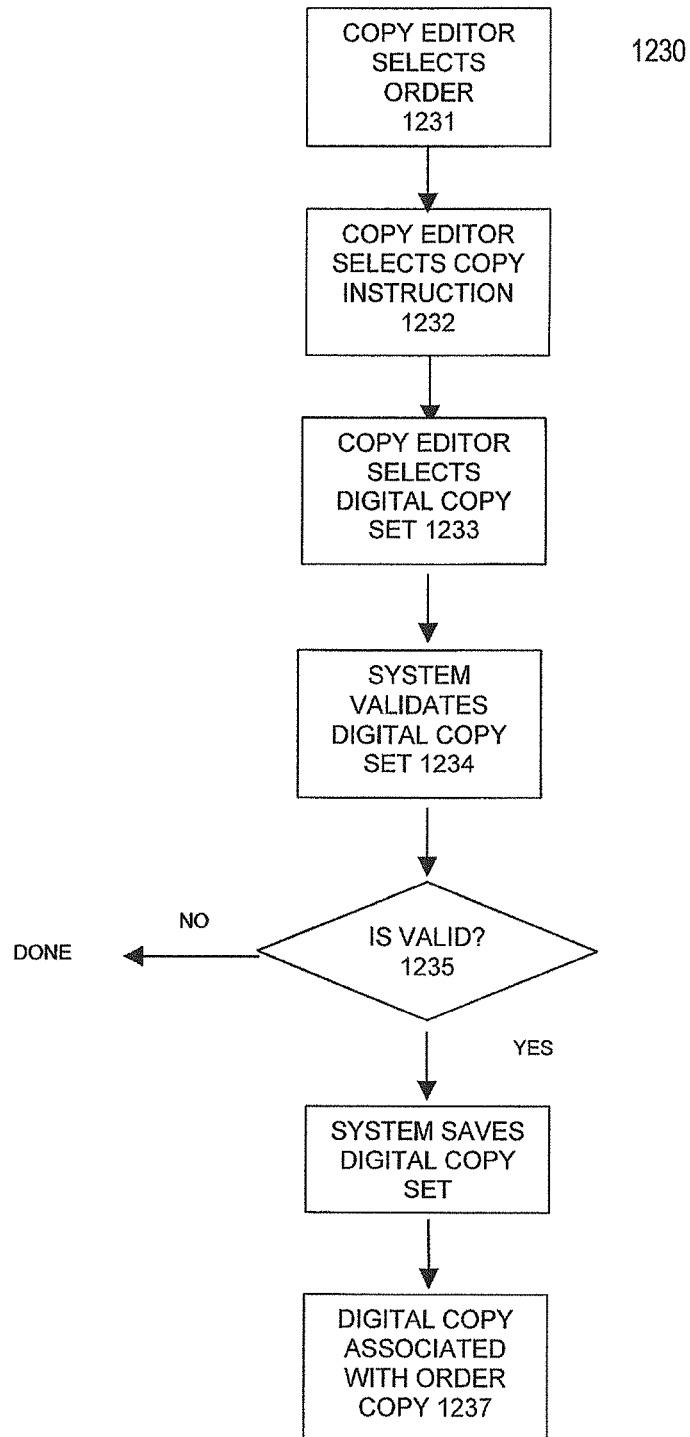 COPY EDITOR
SELECTS
ORDER
1231
1230
COPY EDITOR
SELECTS COPY
INSTRUCTION
1232
COPY EDITOR
SELECTS
DIGITAL COPY
SET 1233
SYSTEM
VALIDATES
DIGITAL COPY
SET 1234
IS VALID?
1235
NO
DONE
YES
SYSTEM SAVES
DIGITAL COPY
SET
DIGITAL COPY
ASSOCIATED
WITH ORDER
COPY 1237